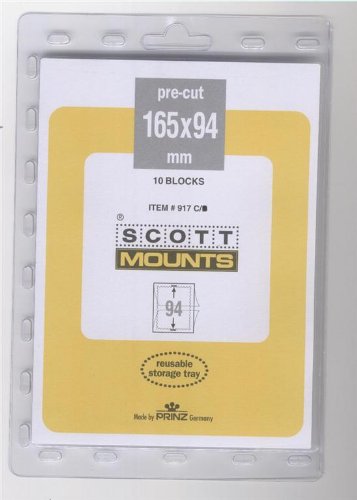 pre-cut
165x94
mm
10 BLOCKS
ITEM # 917 C/B
®
SCOTT
MOUNTS
94
reusable
storage tray
Made by PRINZ Germany